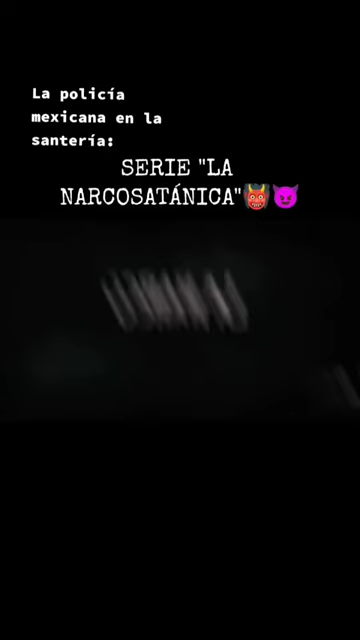 La policía
mexicana en la
santería:
SERIE "LA
NARCOSATÁNICA"👹😈